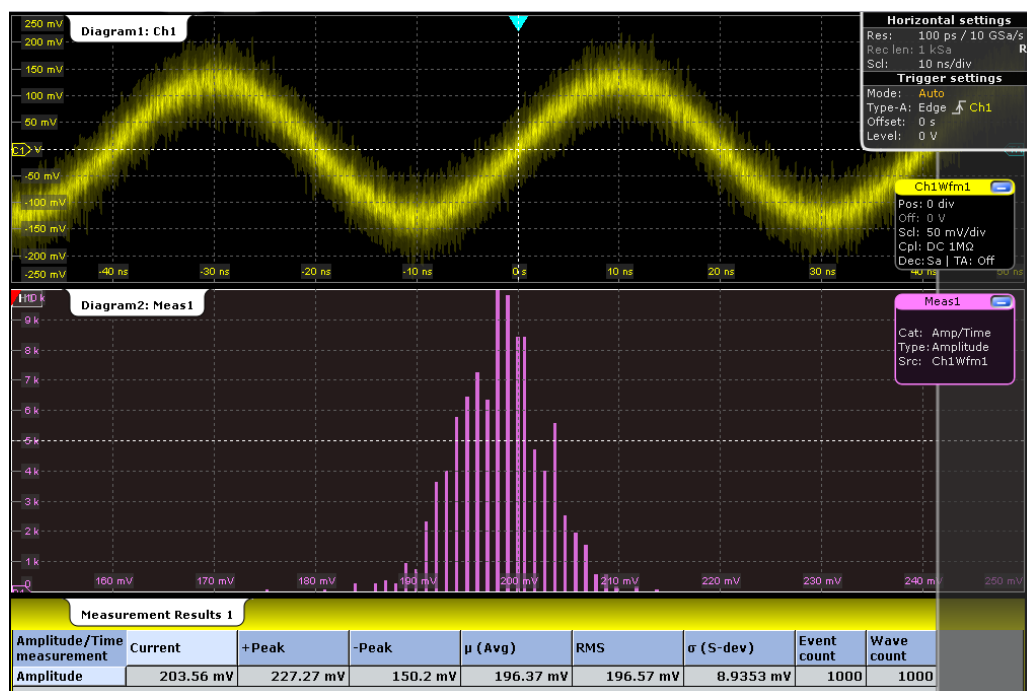 250 mV
Diagram1: Ch1
200 mV
150 mV
100 mV
50 mV
C1 V
-50 mV
-100 mV
-150 mV
-200 mV
-250 mV
-40 ns -30 ns -20 ns -10 ns 0 s 10 ns 20 ns 30 ns 50 ns
Horizontal settings
Res: 100 ps / 10 GSa/s
Rec len: 1 kSa R
Scl: 10 ns/div
Trigger settings
Mode: Auto
Type-A: Edge Ch1
Offset: 0 s
Level: 0 V
Ch1Wfm1
Pos: 0 div
Off: 0 V
Scl: 50 mV/div
Cpl: DC 1MΩ
Dec: Sa | TA: Off
Diagram2: Meas1
9 k
8 k
7 k
6 k
5 k
4 k
3 k
2 k
1 k
0
160 mV 170 mV 180 mV 190 mV 200 mV 210 mV 220 mV 230 mV 240 mV 250 mV
Meas1
Cat: Amp/Time
Type: Amplitude
Src: Ch1Wfm1
Measurement Results 1
Amplitude/Time measurement Current +Peak -Peak μ (Avg) RMS σ (S-dev) Event count Wave count
Amplitude 203.56 mV 227.27 mV 150.2 mV 196.37 mV 196.57 mV 8.9353 mV 1000 1000